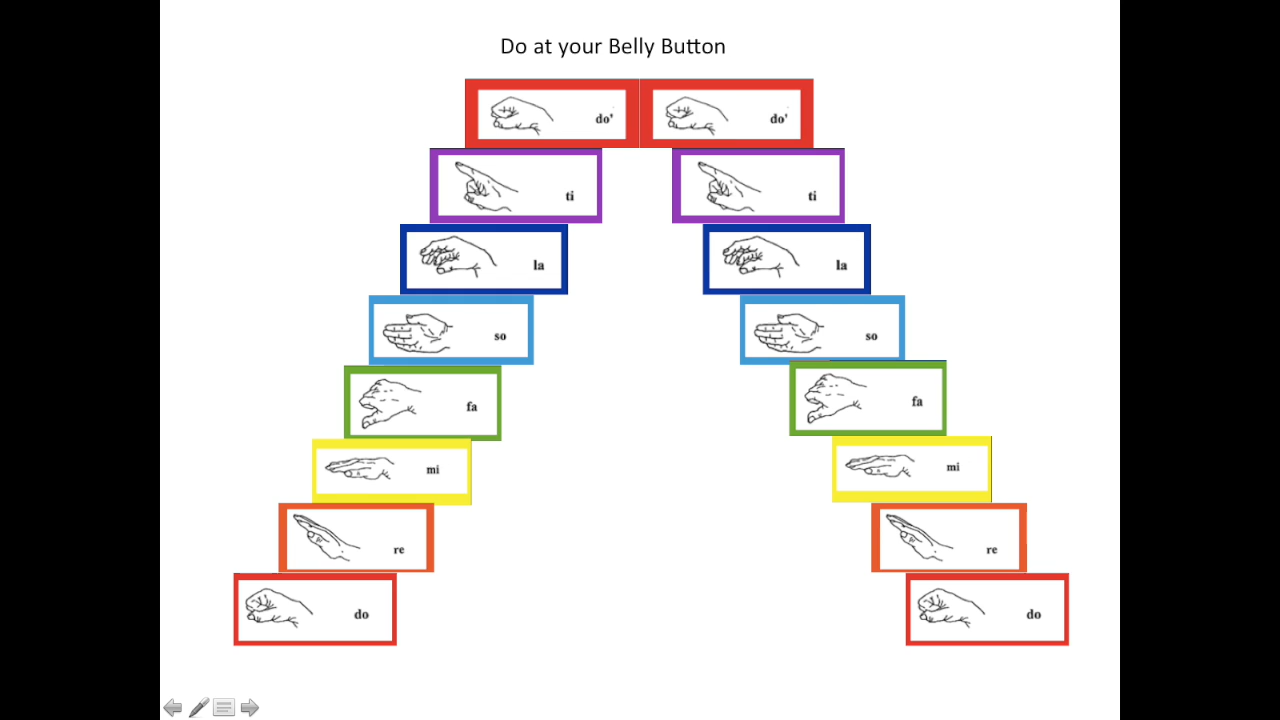 Do at your Belly Button
do' do'
ti ti
la la
so so
fa fa
mi mi
re re
do do